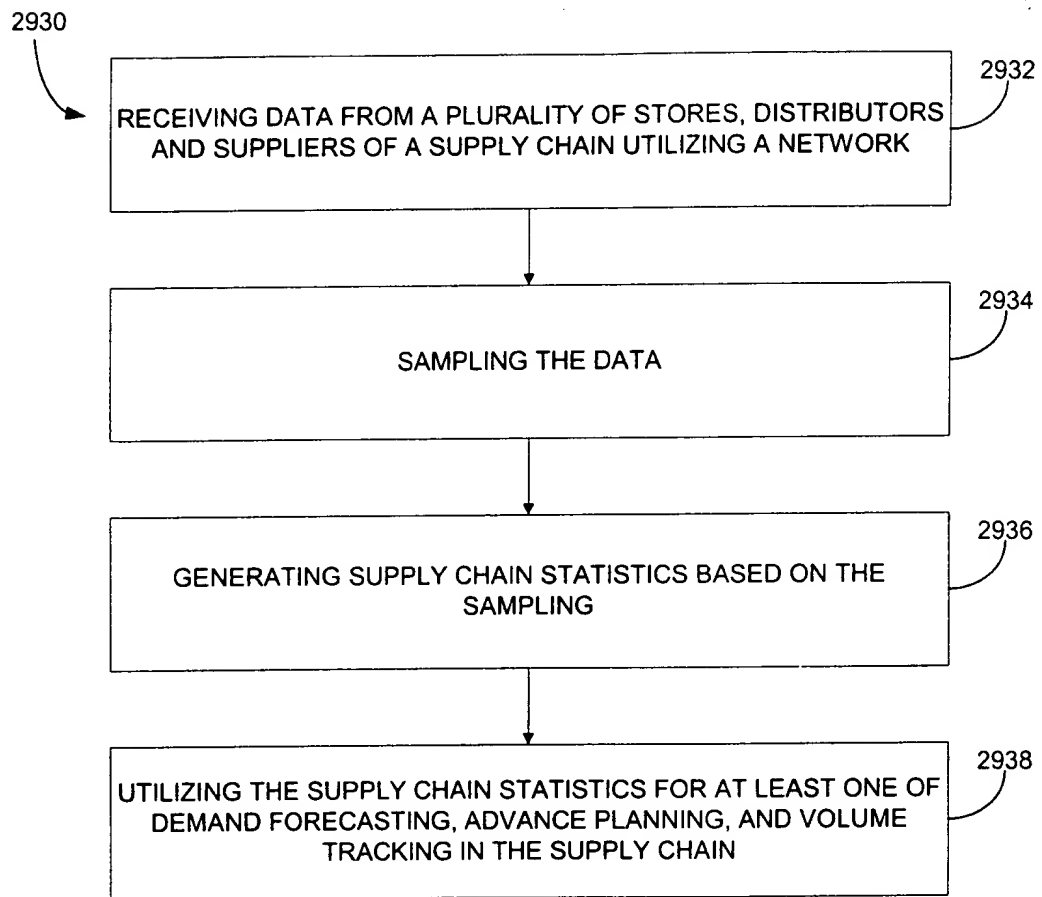 2930
2932
RECEIVING DATA FROM A PLURALITY OF STORES, DISTRIBUTORS
AND SUPPLIERS OF A SUPPLY CHAIN UTILIZING A NETWORK
2934
SAMPLING THE DATA
2936
GENERATING SUPPLY CHAIN STATISTICS BASED ON THE
SAMPLING
2938
UTILIZING THE SUPPLY CHAIN STATISTICS FOR AT LEAST ONE OF
DEMAND FORECASTING, ADVANCE PLANNING, AND VOLUME
TRACKING IN THE SUPPLY CHAIN